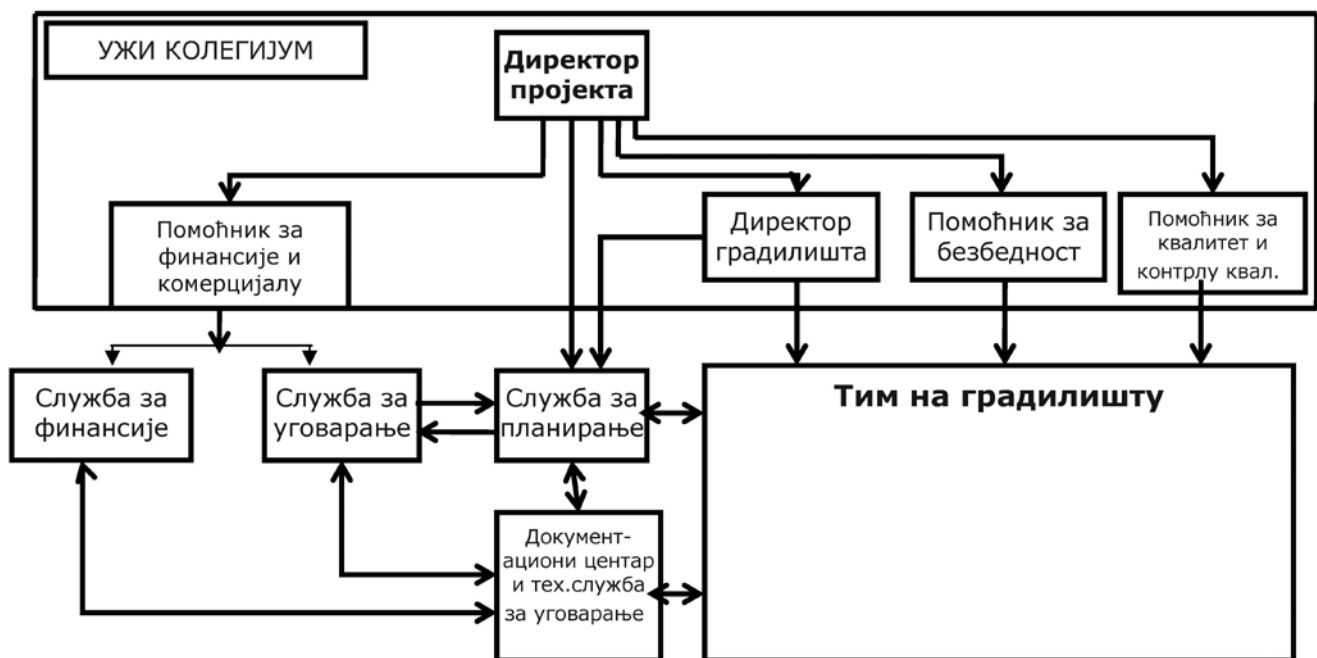 УЖИ КОЛЕГИЈУМ
Директор
пројекта
Помоћник за
финансије и
комерцијалу
Директор
градилишта
Помоћник за
безбедност
Помоћник за
квалитет и
контрлу квал.
Служба за
финансије
Служба за
уговарање
Служба за
планирање
Тим на градилишту
Документ-
ациони центар
и тех.служба
за уговарање